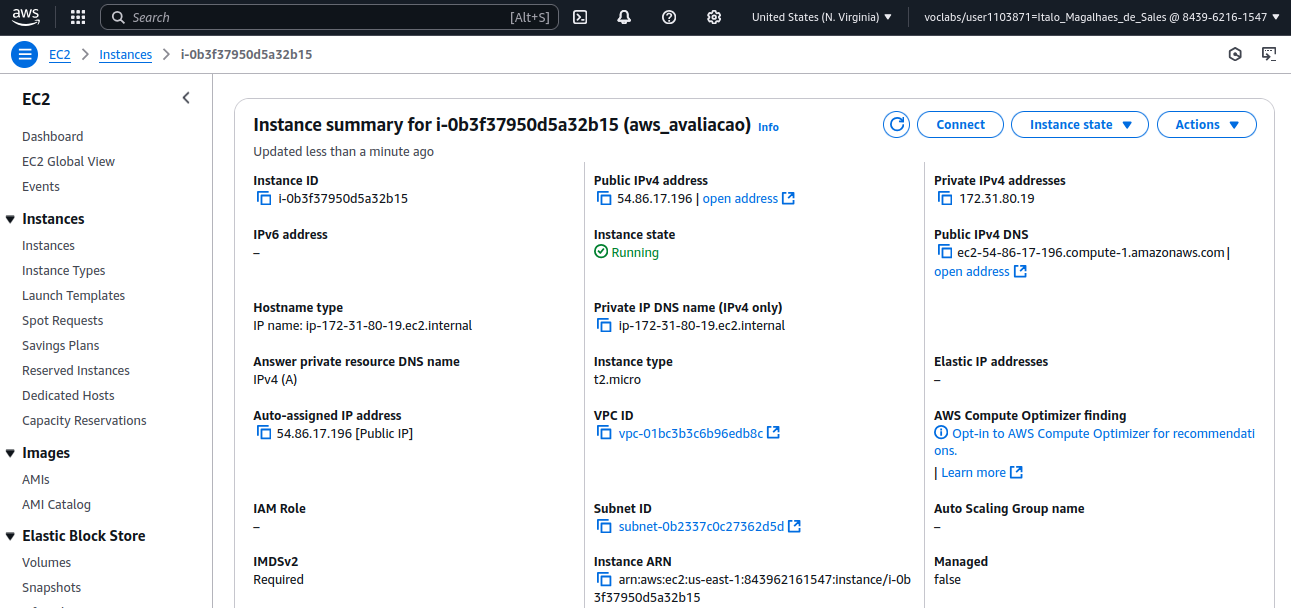 aws
Search [Alt+S]
United States (N. Virginia)
voclabs/user1103871=Italo_Magalhaes_de_Sales @ 8439-6216-1547
EC2 > Instances > i-0b3f37950d5a32b15
EC2
Dashboard
EC2 Global View
Events
Instances
Instances
Instance Types
Launch Templates
Spot Requests
Savings Plans
Reserved Instances
Dedicated Hosts
Capacity Reservations
Images
AMIs
AMI Catalog
Elastic Block Store
Volumes
Snapshots
Instance summary for i-0b3f37950d5a32b15 (aws_avaliacao) Info
Updated less than a minute ago
Connect
Instance state
Actions
Instance ID
i-0b3f37950d5a32b15
Public IPv4 address
54.86.17.196 | open address
Private IPv4 addresses
172.31.80.19
IPv6 address
–
Instance state
Running
Public IPv4 DNS
ec2-54-86-17-196.compute-1.amazonaws.com |
open address
Hostname type
IP name: ip-172-31-80-19.ec2.internal
Private IP DNS name (IPv4 only)
ip-172-31-80-19.ec2.internal
Answer private resource DNS name
IPv4 (A)
Instance type
t2.micro
Elastic IP addresses
–
Auto-assigned IP address
54.86.17.196 [Public IP]
VPC ID
vpc-01bc3b3c6b96edb8c
AWS Compute Optimizer finding
Opt-in to AWS Compute Optimizer for recommendati
ons.
| Learn more
IAM Role
–
Subnet ID
subnet-0b2337c0c27362d5d
Auto Scaling Group name
–
IMDSv2
Required
Instance ARN
arn:aws:ec2:us-east-1:843962161547:instance/i-0b
3f37950d5a32b15
Managed
false